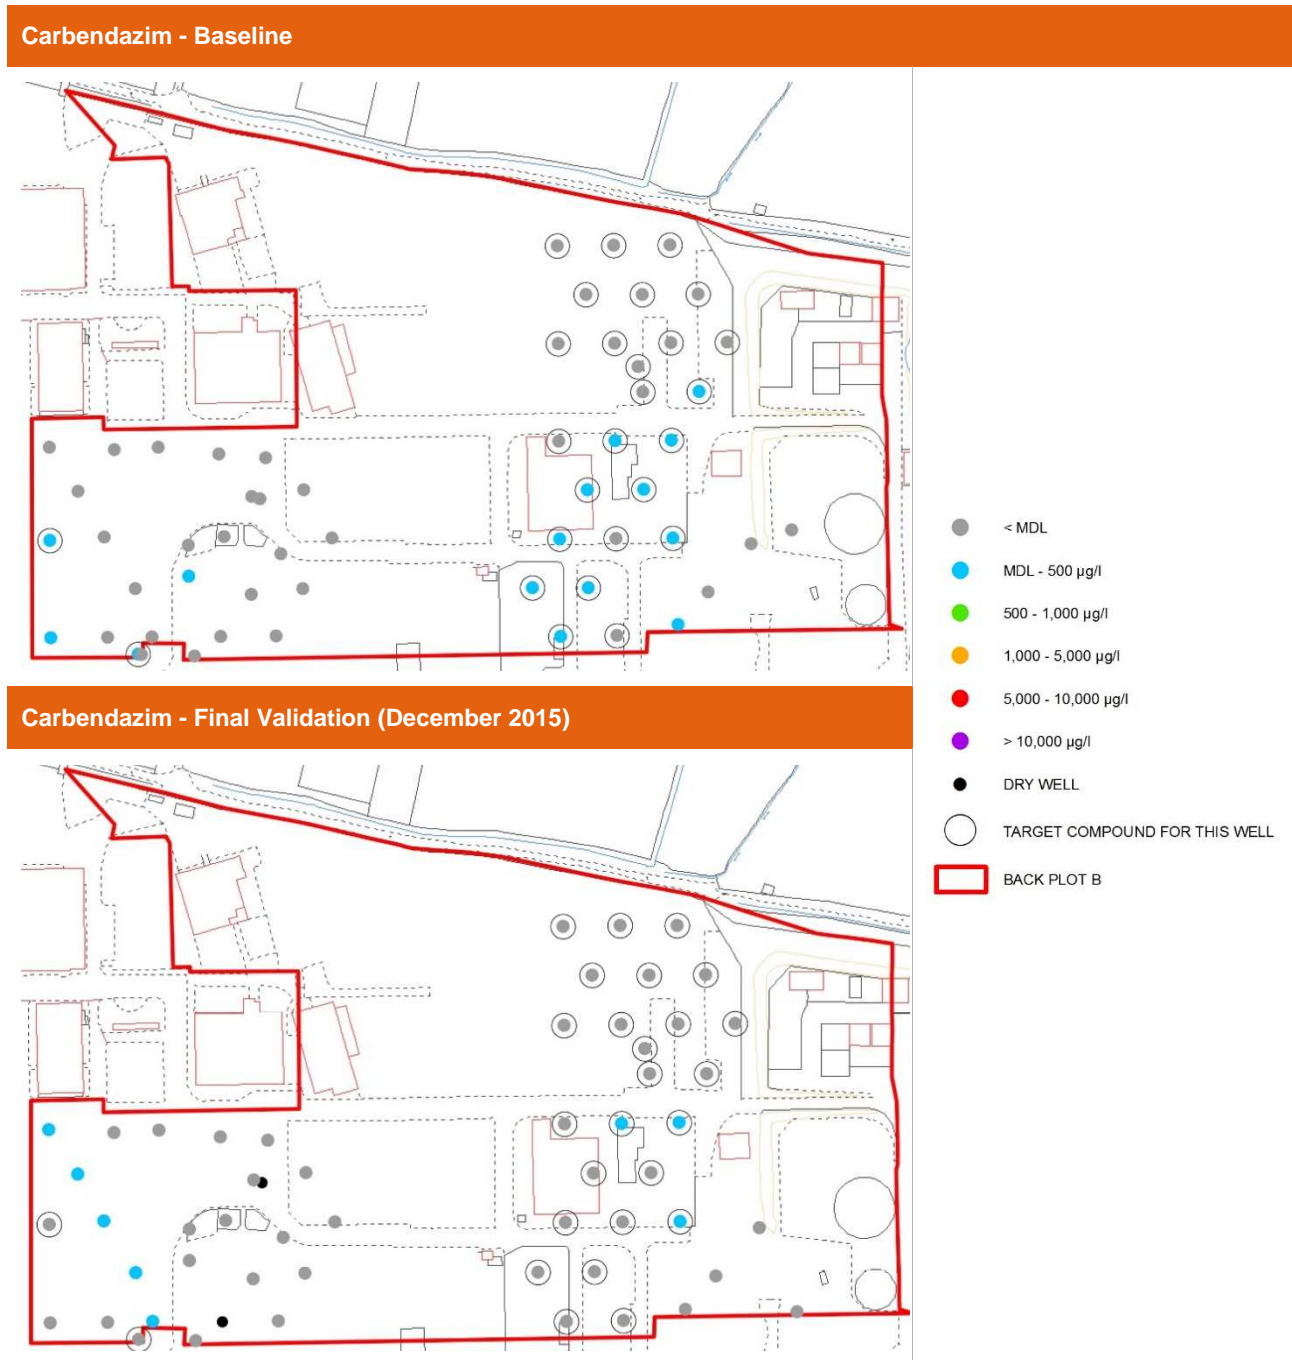 Carbendazim - Baseline
< MDL
MDL - 500 µg/l
500 - 1,000 µg/l
1,000 - 5,000 µg/l
5,000 - 10,000 µg/l
> 10,000 µg/l
DRY WELL
TARGET COMPOUND FOR THIS WELL
BACK PLOT B
Carbendazim - Final Validation (December 2015)